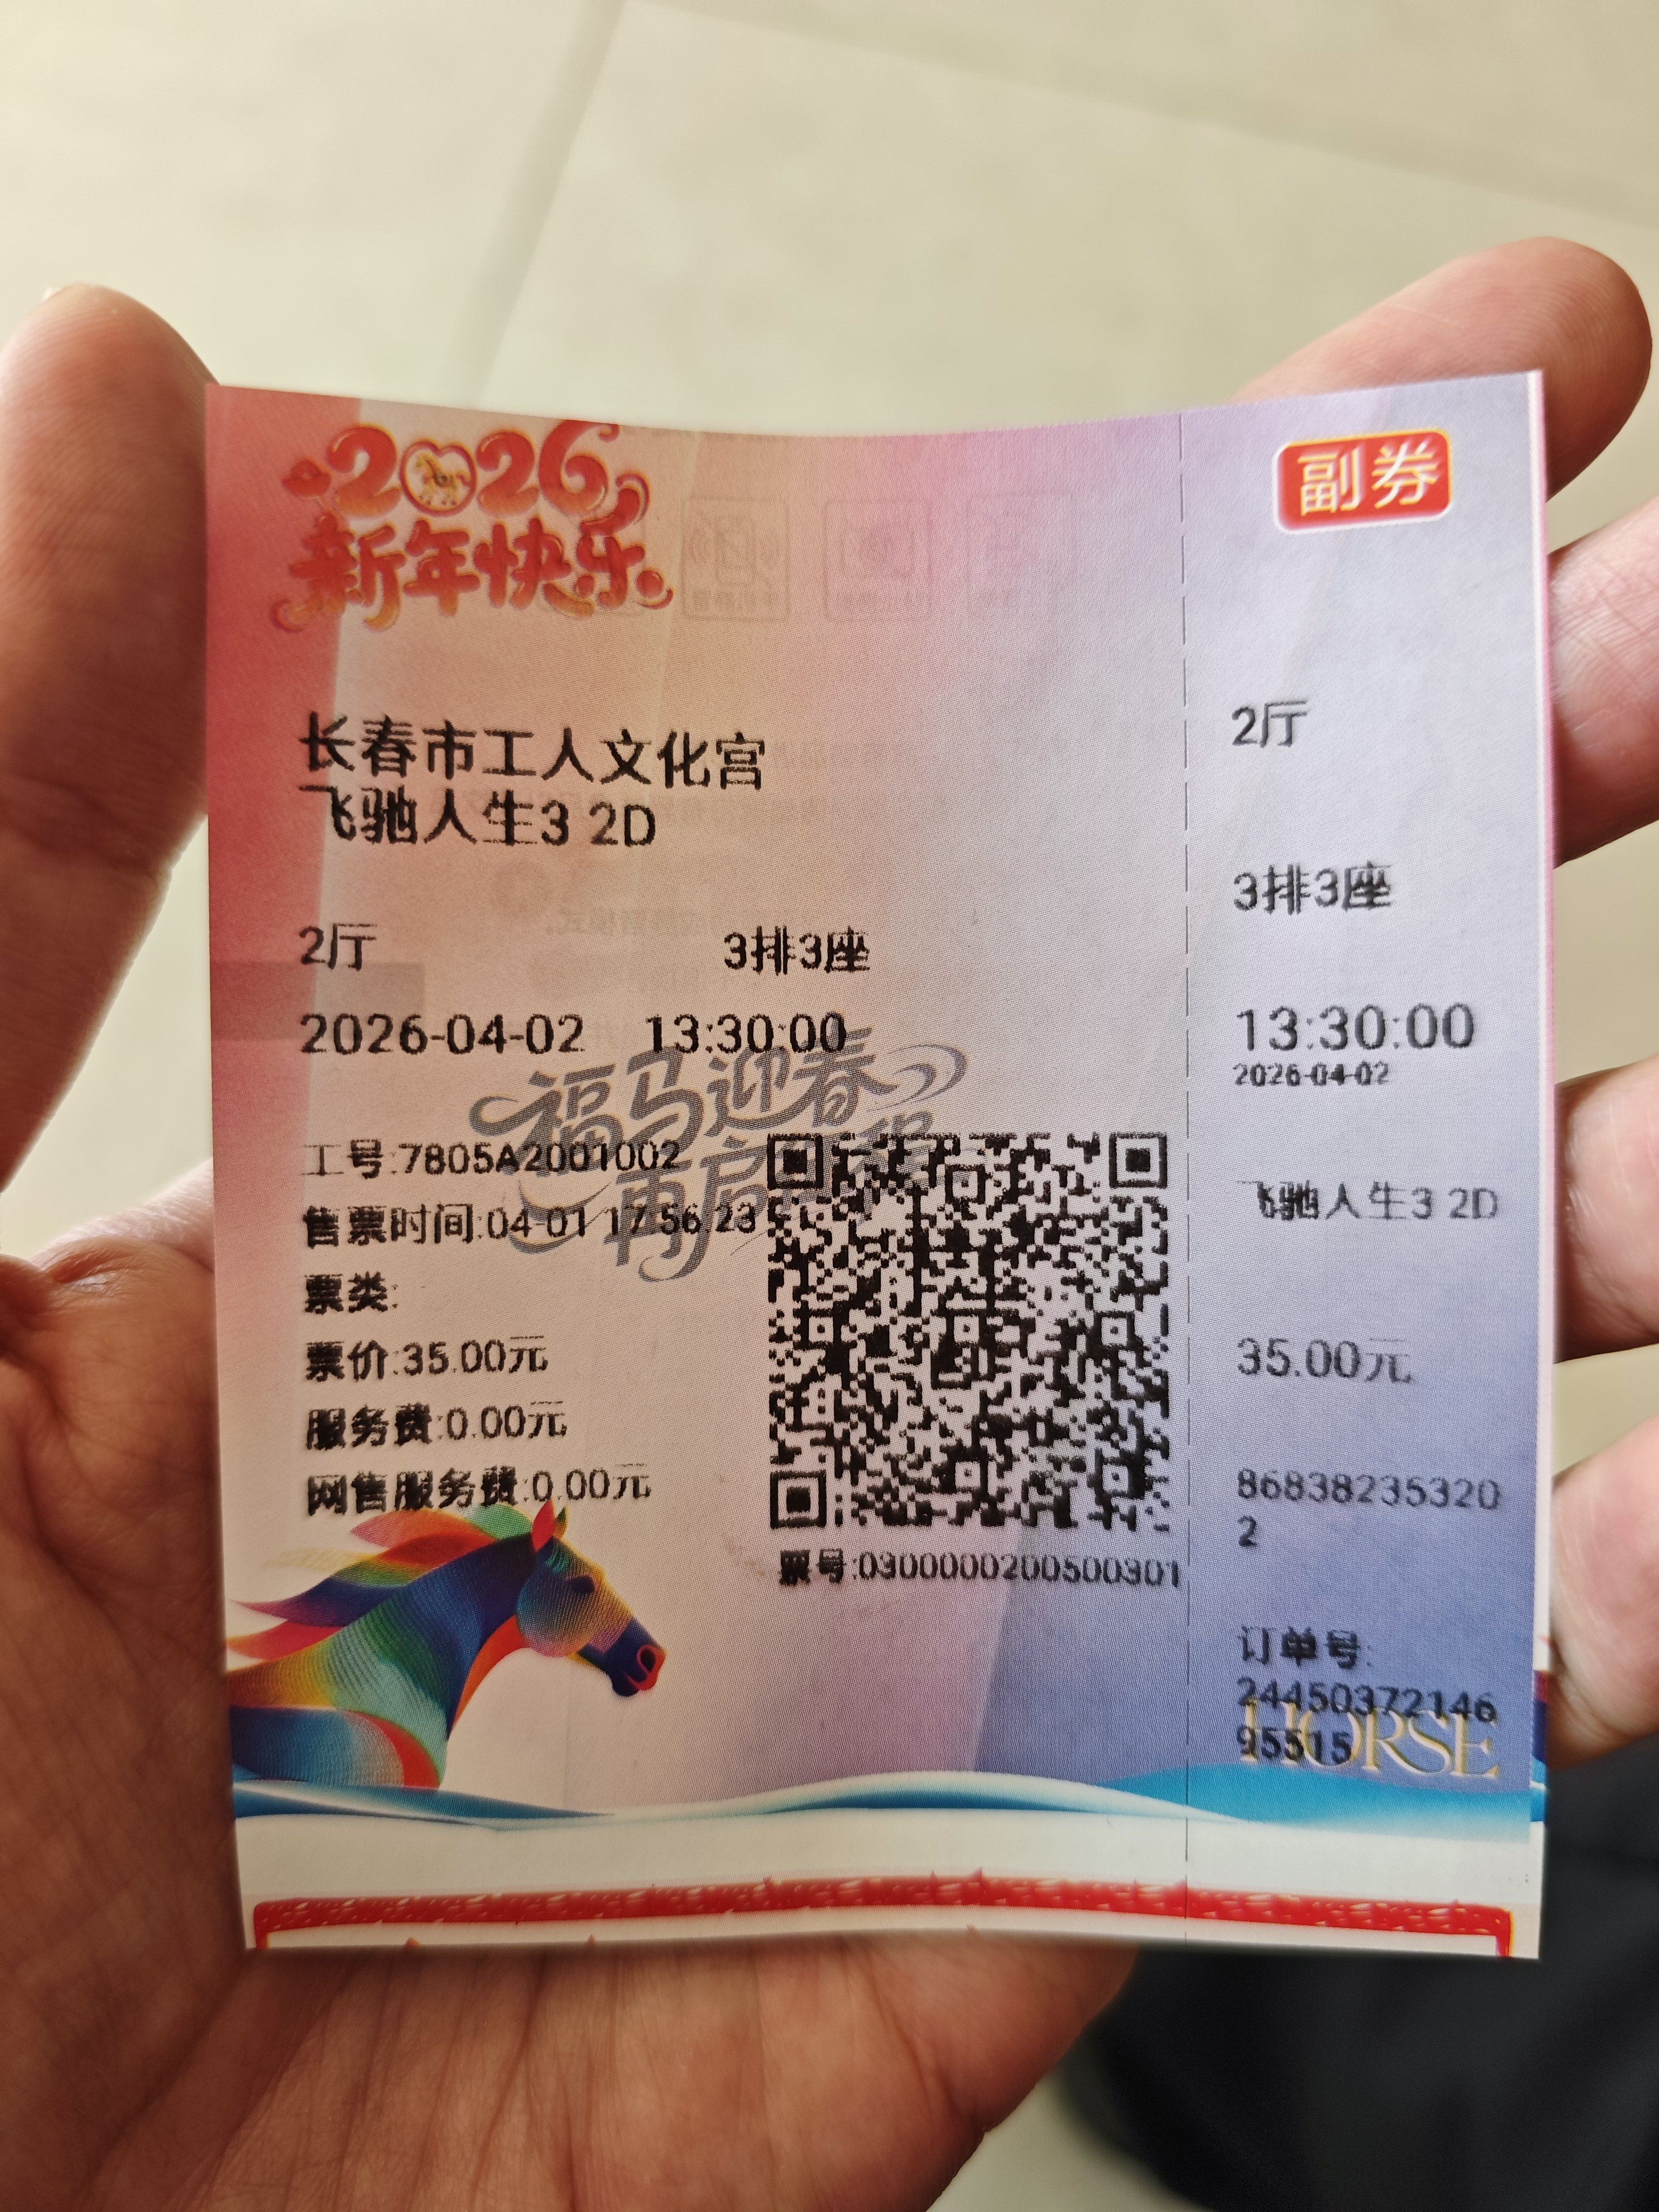 2026
新年快乐
副券
长春市工人文化宫
飞驰人生3 2D
2厅 3排3座
2026-04-02 13:30:00
福马迎春
再启
工号:7805A2001002
售票时间:04-01 17:56:23
票类:
票价:35.00元
服务费:0.00元
网售服务费:0.00元
票号:0300000200500301
2厅
3排3座
13:30:00
2026-04-02
飞驰人生3 2D
35.00元
86838235320
2
订单号:
24450372146
95515
HORSE